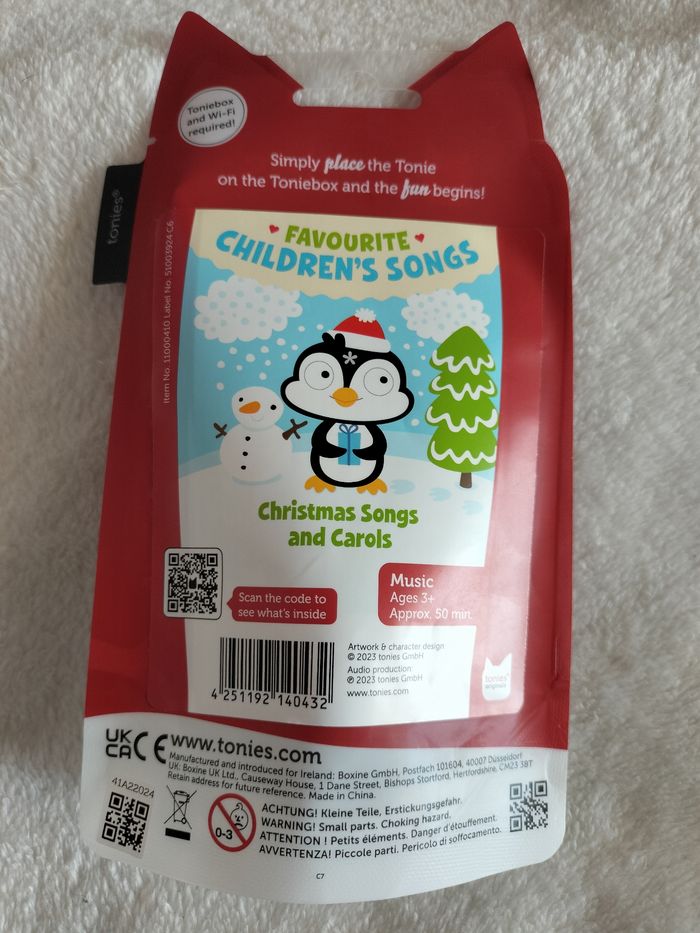 Toniebox
and Wi-Fi
required!
Simply place the Tonie
on the Toniebox and the fun begins!
tonies®
Item No. 11000410 Label No. 51003924 C6
FAVOURITE
CHILDREN'S SONGS
Christmas Songs
and Carols
Scan the code to
see what's inside
Music
Ages 3+
Approx. 50 min.
4 251192 140432
Artwork & character design
© 2023 tonies GmbH
Audio production:
℗ 2023 tonies GmbH
www.tonies.com
tonies®
originals
UK
CA CE www.tonies.com
Manufactured and introduced for Ireland: Boxine GmbH, Postfach 101604, 40007 Düsseldorf
UK: Boxine UK Ltd., Causeway House, 1 Dane Street, Bishops Stortford, Hertfordshire, CM23 3BT
Retain address for future reference. Made in China.
41A22024
0-3
ACHTUNG! Kleine Teile, Erstickungsgefahr.
WARNING! Small parts. Choking hazard.
ATTENTION ! Petits éléments. Danger d'étouffement.
AVVERTENZA! Piccole parti. Pericolo di soffocamento.
C7